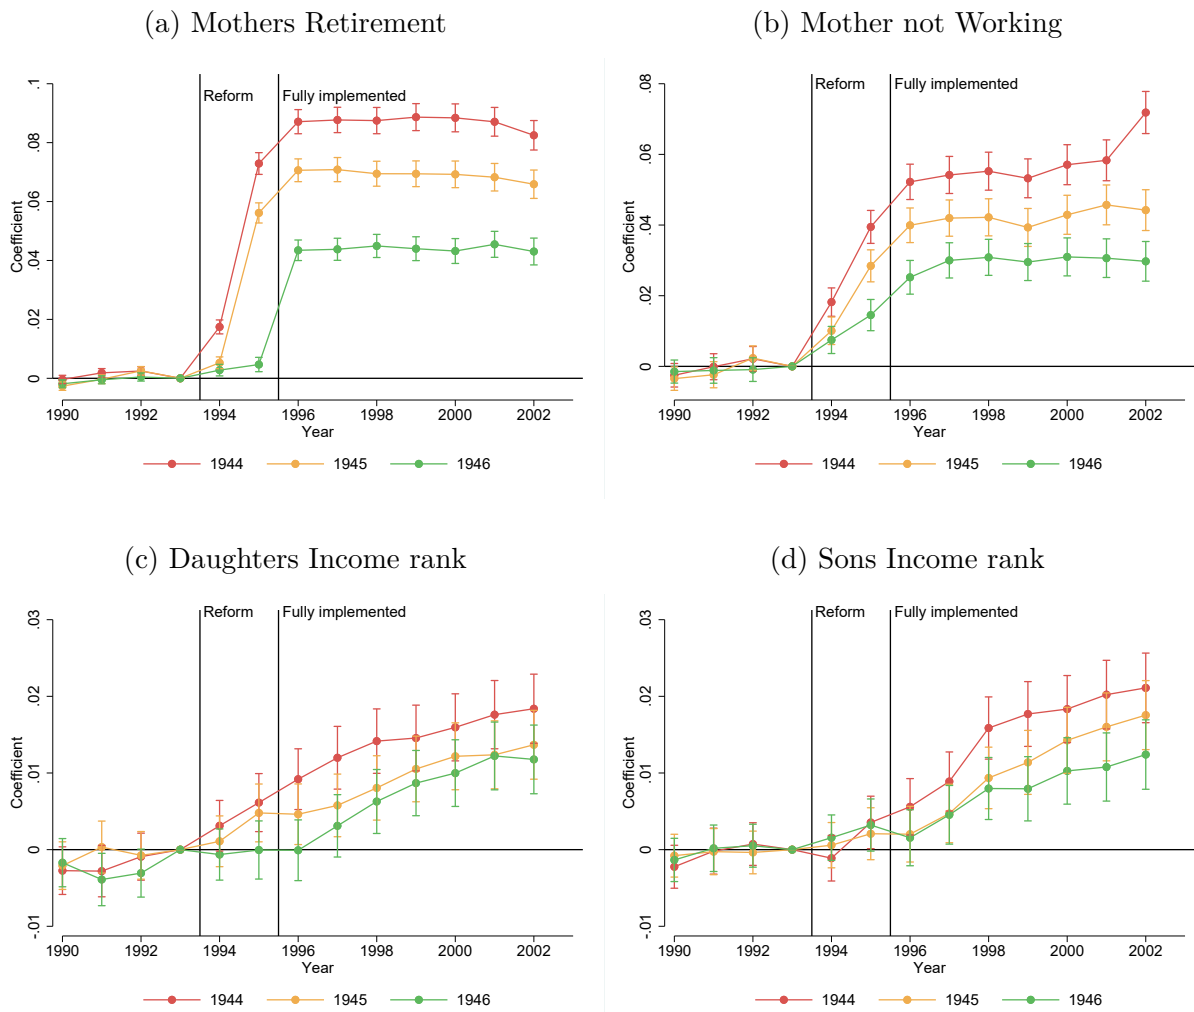 (a) Mothers Retirement
Reform
Fully implemented
Coefficient
.1
.08
.06
.04
.02
0
1990 1992 1994 1996 1998 2000 2002
Year
1944 1945 1946
(b) Mother not Working
Reform
Fully implemented
Coefficient
.08
.06
.04
.02
0
1990 1992 1994 1996 1998 2000 2002
Year
1944 1945 1946
(c) Daughters Income rank
Reform
Fully implemented
Coefficient
.03
.02
.01
0
-.01
1990 1992 1994 1996 1998 2000 2002
Year
1944 1945 1946
(d) Sons Income rank
Reform
Fully implemented
Coefficient
.03
.02
.01
0
-.01
1990 1992 1994 1996 1998 2000 2002
Year
1944 1945 1946